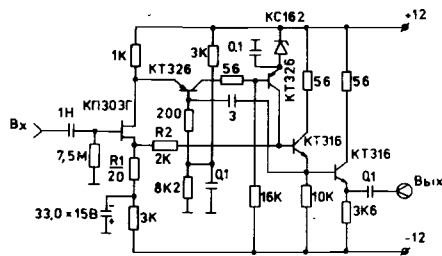 КС162
+12
1К
3К
0,1
КТ326
56
КТ326
56
56
КП303Г
200
3
КТ316
Вх
1Н
R2
2К
КТ316
7,5М
R1
20
8К2
0,1
16К
10К
0,1
Вых
33,0×15В
3К
3К6
-12